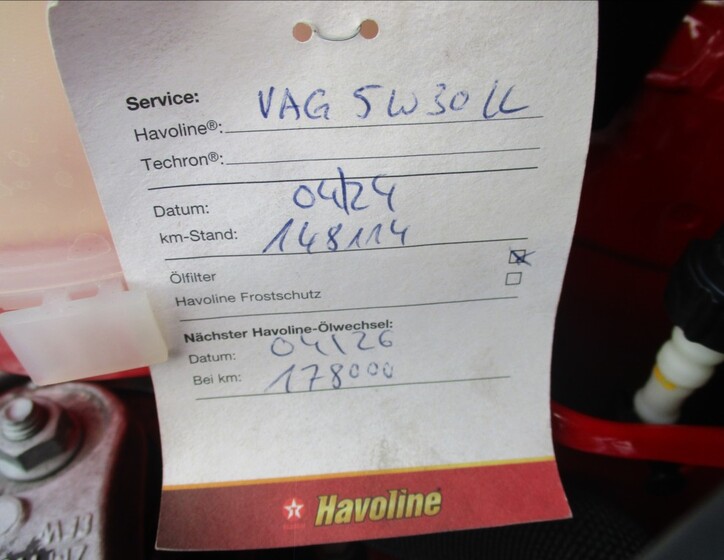 Service:
Havoline®: VAG 5W30 LL
Techron®:
Datum: 04/24
km-Stand: 148114
Ölfilter
Havoline Frostschutz
Nächster Havoline-Ölwechsel:
Datum: 04/26
Bei km: 178000
Havoline